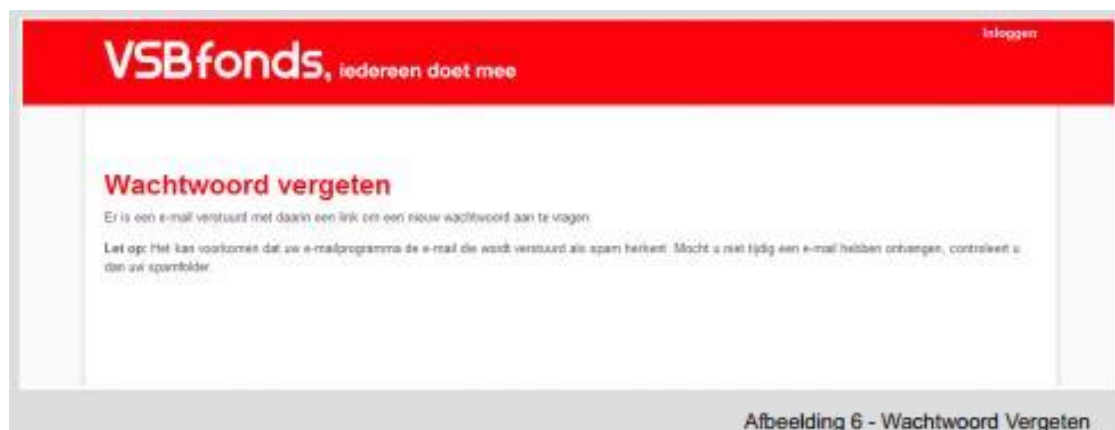 Inloggen
VSBfonds, iedereen doet mee
Wachtwoord vergeten
Er is een e-mail verstuurd met daarin een link om een nieuw wachtwoord aan te vragen.
Let op: Het kan voorkomen dat uw e-mailprogramma de e-mail die wordt verstuurd als spam herkent. Mocht u niet tijdig een e-mail hebben ontvangen, controleert u
dan uw spamfolder.
Afbeelding 6 - Wachtwoord Vergeten